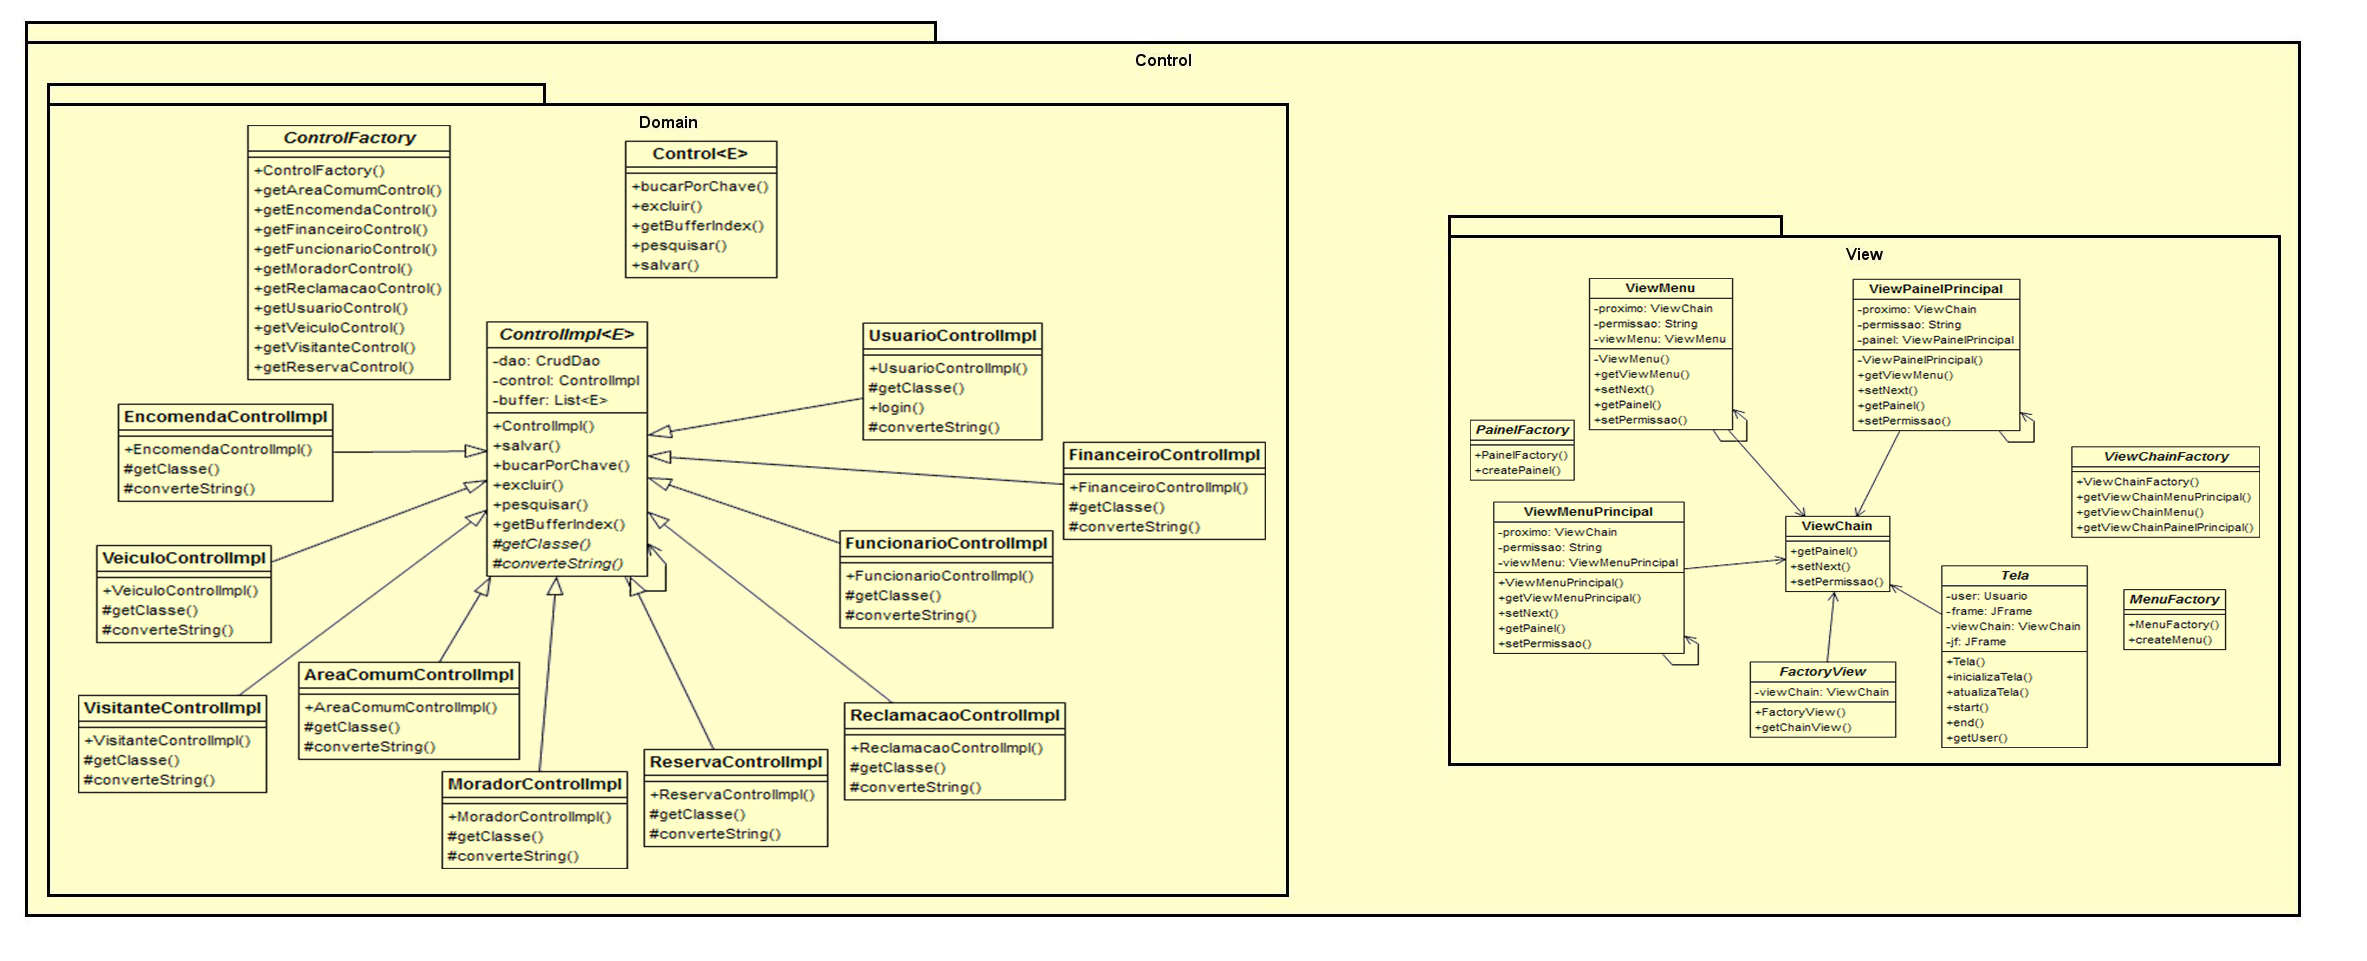 Control
Domain
ControlFactory
+ControlFactory()
+getAreaComumControl()
+getEncomendaControl()
+getFinanceiroControl()
+getFuncionarioControl()
+getMoradorControl()
+getReclamacaoControl()
+getUsuarioControl()
+getVeiculoControl()
+getVisitanteControl()
+getReservaControl()
Control<E>
+bucarPorChave()
+excluir()
+getBufferIndex()
+pesquisar()
+salvar()
ControlImpl<E>
-dao: CrudDao
-control: ControlImpl
-buffer: List<E>
+ControlImpl()
+salvar()
+bucarPorChave()
+excluir()
+pesquisar()
+getBufferIndex()
#getClasse()
#converteString()
UsuarioControlImpl
+UsuarioControlImpl()
#getClasse()
+login()
#converteString()
EncomendaControlImpl
+EncomendaControlImpl()
#getClasse()
#converteString()
FinanceiroControlImpl
+FinanceiroControlImpl()
#getClasse()
#converteString()
VeiculoControlImpl
+VeiculoControlImpl()
#getClasse()
#converteString()
FuncionarioControlImpl
+FuncionarioControlImpl()
#getClasse()
#converteString()
AreaComumControlImpl
+AreaComumControlImpl()
#getClasse()
#converteString()
VisitanteControlImpl
+VisitanteControlImpl()
#getClasse()
#converteString()
ReclamacaoControlImpl
+ReclamacaoControlImpl()
#getClasse()
#converteString()
ReservaControlImpl
+ReservaControlImpl()
#getClasse()
#converteString()
MoradorControlImpl
+MoradorControlImpl()
#getClasse()
#converteString()
View
ViewMenu
-proximo: ViewChain
-permissao: String
-viewMenu: ViewMenu
-ViewMenu()
+getViewMenu()
+setNext()
+getPainel()
+setPermissao()
ViewPainelPrincipal
-proximo: ViewChain
-permissao: String
-painel: ViewPainelPrincipal
-ViewPainelPrincipal()
+getViewMenu()
+setNext()
+getPainel()
+setPermissao()
PainelFactory
+PainelFactory()
+createPainel()
ViewChainFactory
+ViewChainFactory()
+getViewChainMenuPrincipal()
+getViewChainMenu()
+getViewChainPainelPrincipal()
ViewMenuPrincipal
-proximo: ViewChain
-permissao: String
-viewMenu: ViewMenuPrincipal
+ViewMenuPrincipal()
+getViewMenuPrincipal()
+setNext()
+getPainel()
+setPermissao()
ViewChain
+getPainel()
+setNext()
+setPermissao()
Tela
-user: Usuario
-frame: JFrame
-viewChain: ViewChain
-jf: JFrame
+Tela()
+inicializaTela()
+atualizaTela()
+start()
+end()
+getUser()
MenuFactory
+MenuFactory()
+createMenu()
FactoryView
-viewChain: ViewChain
+FactoryView()
+getChainView()